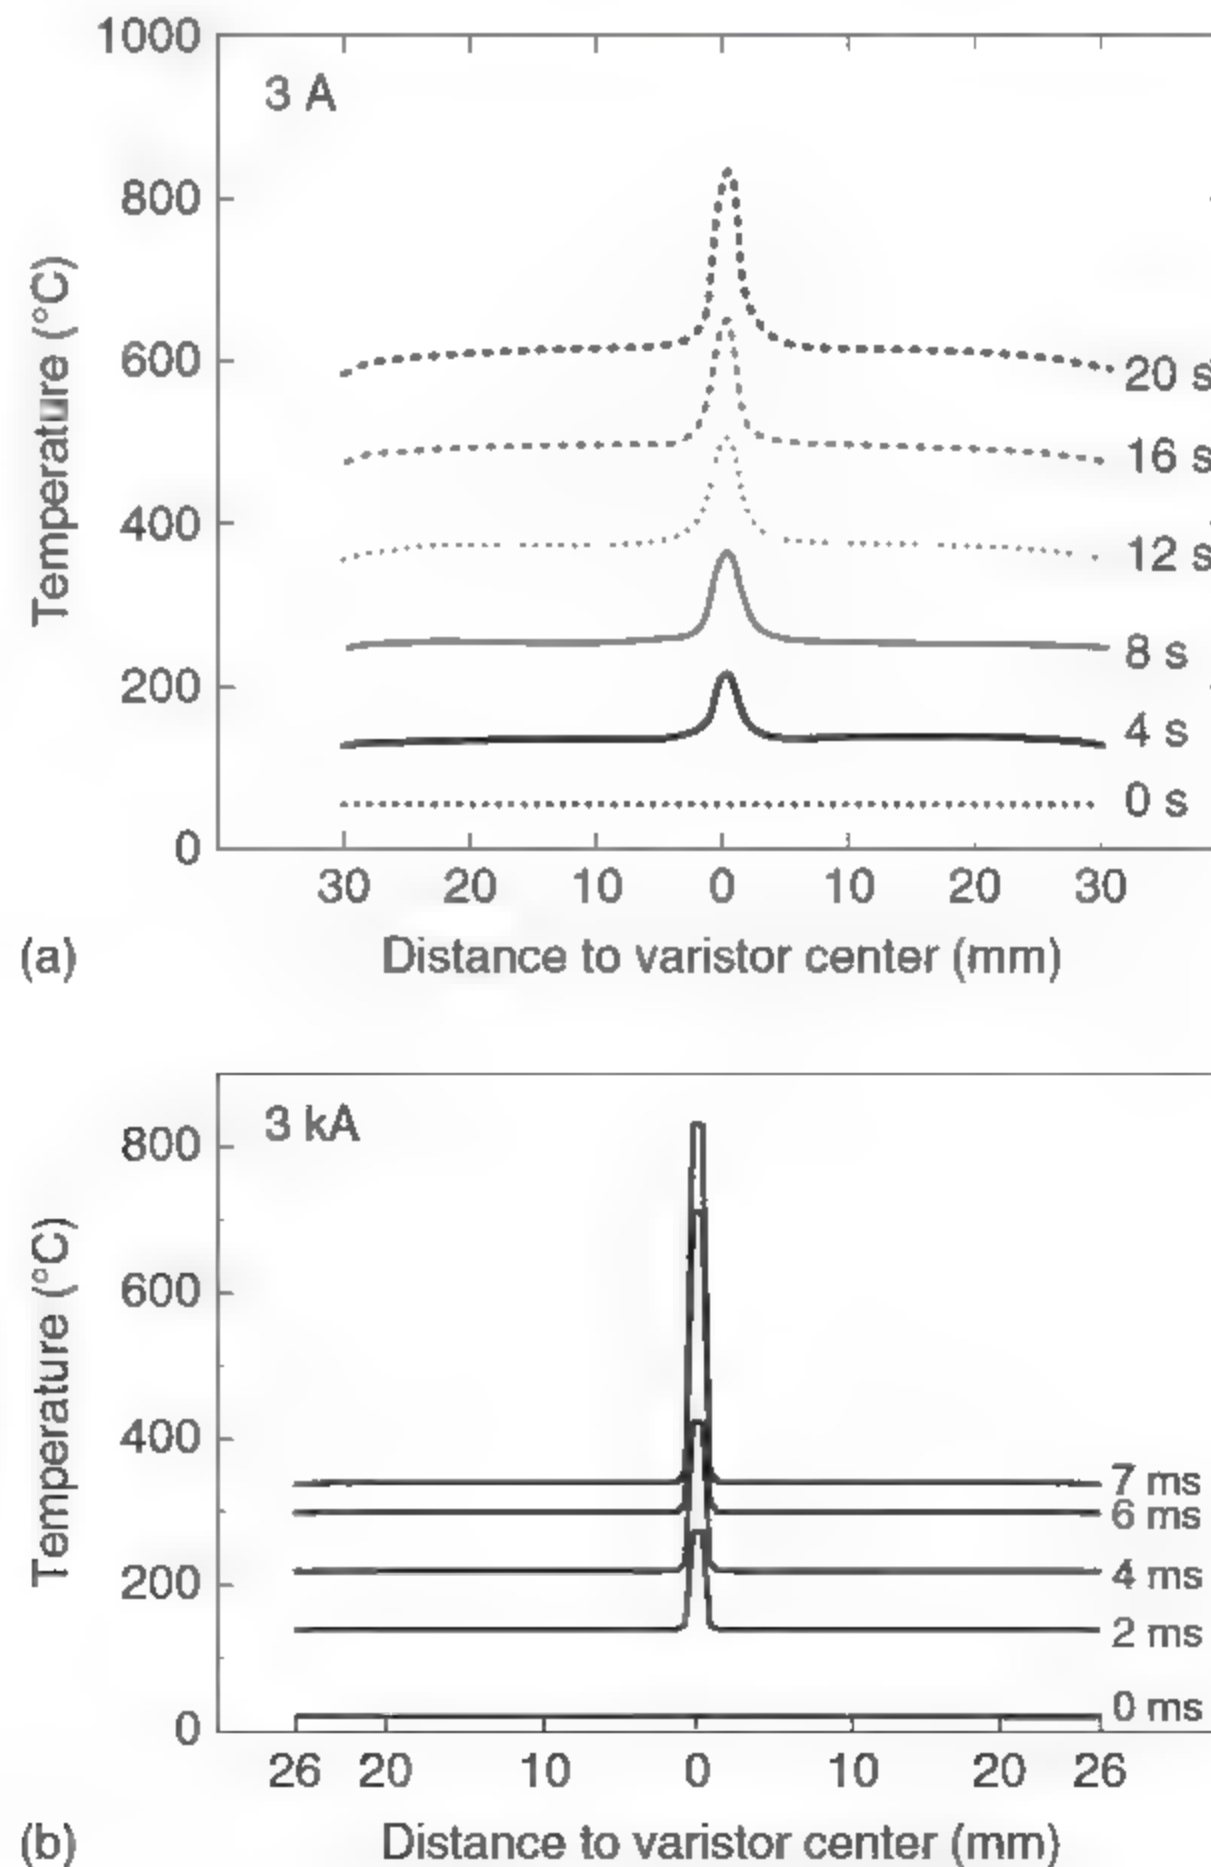 1000
3 A
800
600
400
200
0
20 s
16 s
12 s
8 s
4 s
0 s
30 20 10 0 10 20 30
Temperature (°C)
(a) Distance to varistor center (mm)
3 kA
800
600
400
200
0
7 ms
6 ms
4 ms
2 ms
0 ms
26 20 10 0 10 20 26
Temperature (°C)
(b) Distance to varistor center (mm)